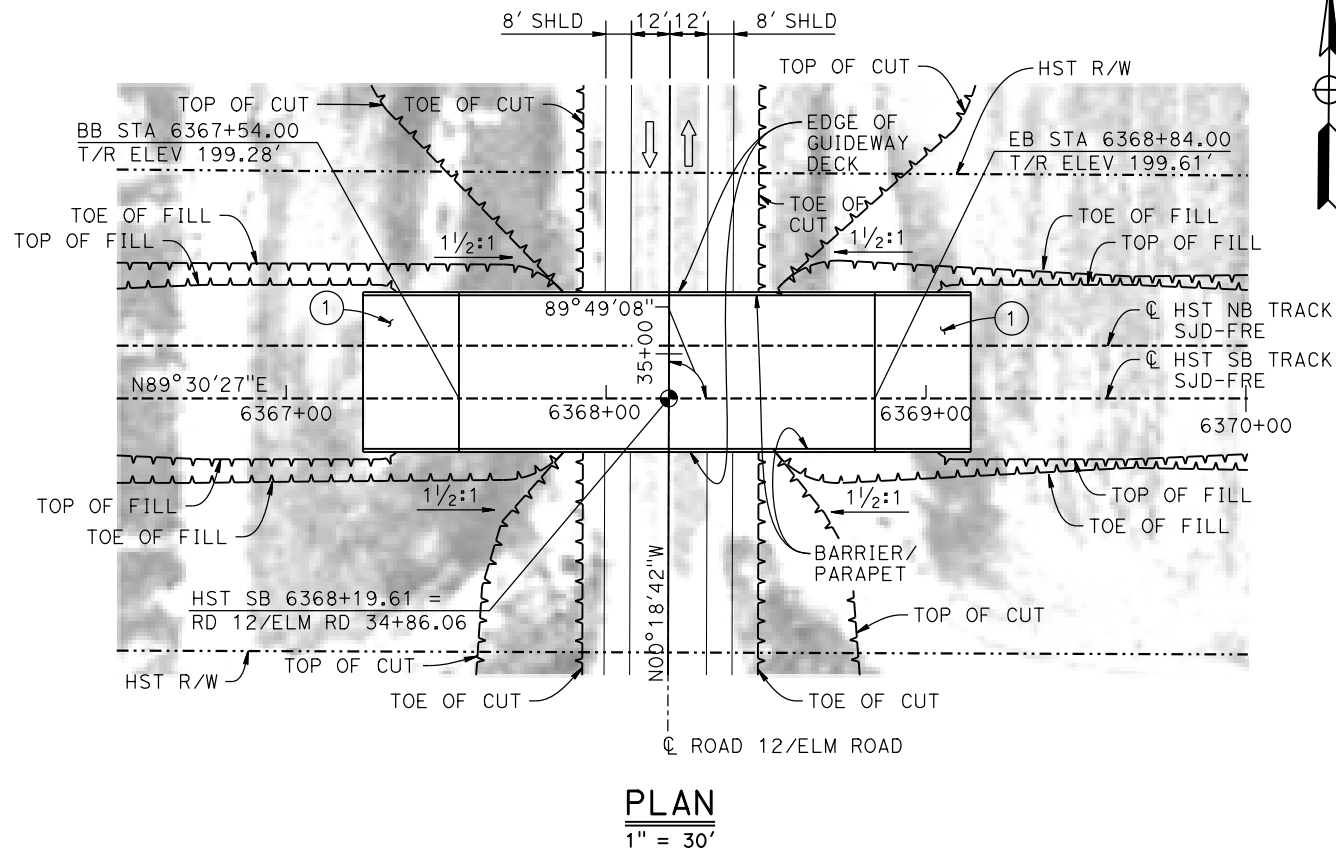 8' SHLD
12' 12'
8' SHLD
TOP OF CUT
HST R/W
TOP OF CUT
TOE OF CUT
BB STA 6367+54.00
T/R ELEV 199.28'
EDGE OF
GUIDEWAY
DECK
EB STA 6368+84.00
T/R ELEV 199.61'
TOE OF
CUT
TOE OF FILL
TOP OF FILL
1½:1
1½:1
TOE OF FILL
TOP OF FILL
1
89°49'08"
1
35+00
℄ HST NB TRACK
SJD-FRE
℄ HST SB TRACK
SJD-FRE
N89°30'27"E
6367+00
6368+00
6369+00
6370+00
1½:1
1½:1
TOP OF FILL
TOE OF FILL
TOP OF FILL
TOE OF FILL
BARRIER/
PARAPET
HST SB 6368+19.61 =
RD 12/ELM RD 34+86.06
N00°18'42"W
TOP OF CUT
TOP OF CUT
HST R/W
TOE OF CUT
TOE OF CUT
℄ ROAD 12/ELM ROAD
PLAN
1" = 30'